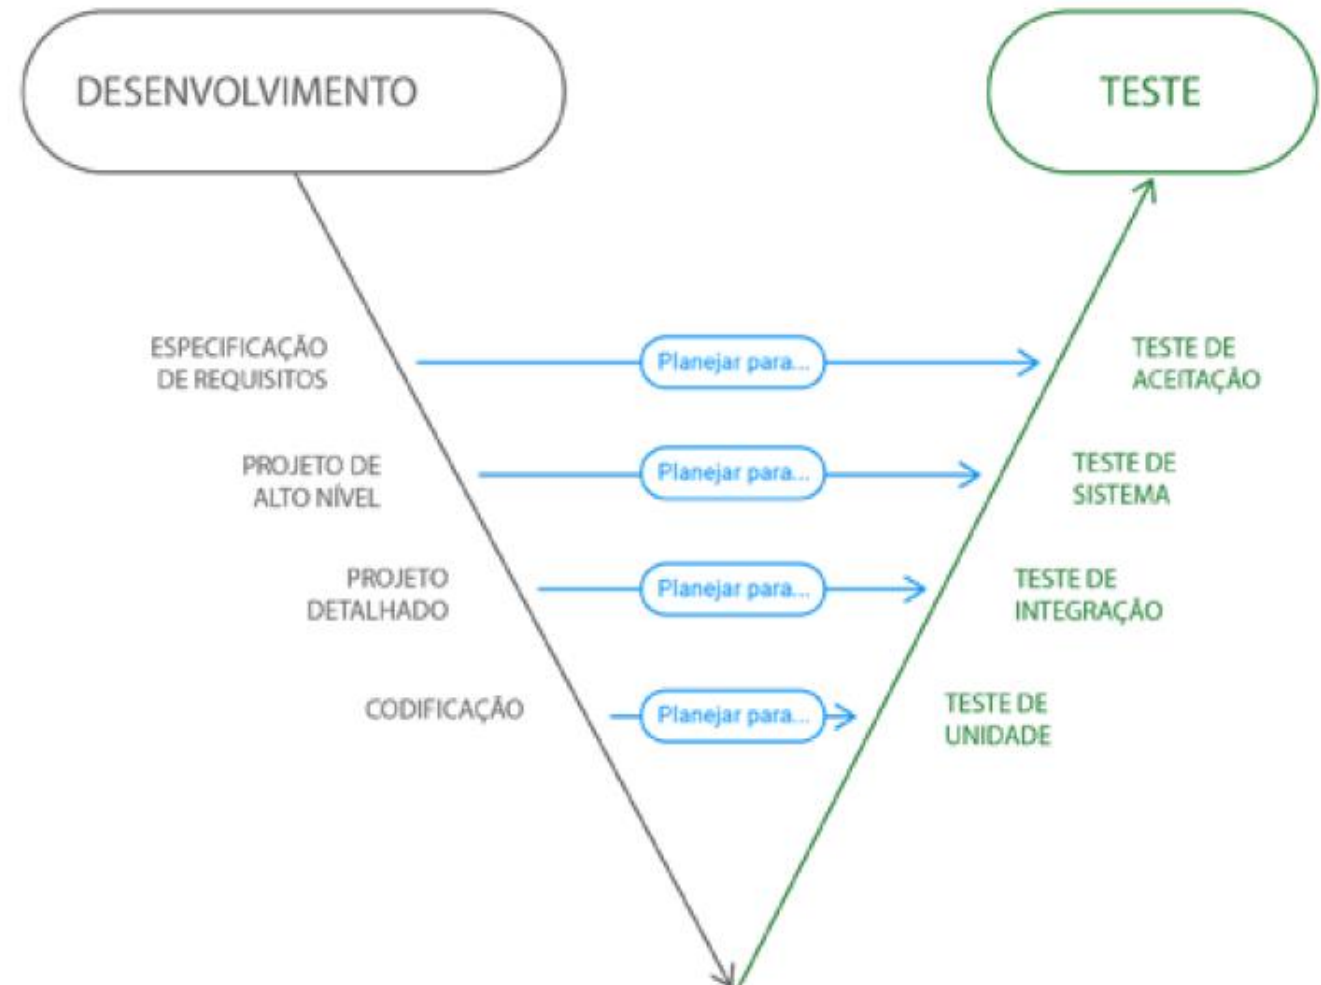 DESENVOLVIMENTO
TESTE
ESPECIFICAÇÃO
DE REQUISITOS
Planejar para...
TESTE DE
ACEITAÇÃO
PROJETO DE
ALTO NÍVEL
Planejar para...
TESTE DE
SISTEMA
PROJETO
DETALHADO
Planejar para...
TESTE DE
INTEGRAÇÃO
CODIFICAÇÃO
Planejar para...
TESTE DE
UNIDADE